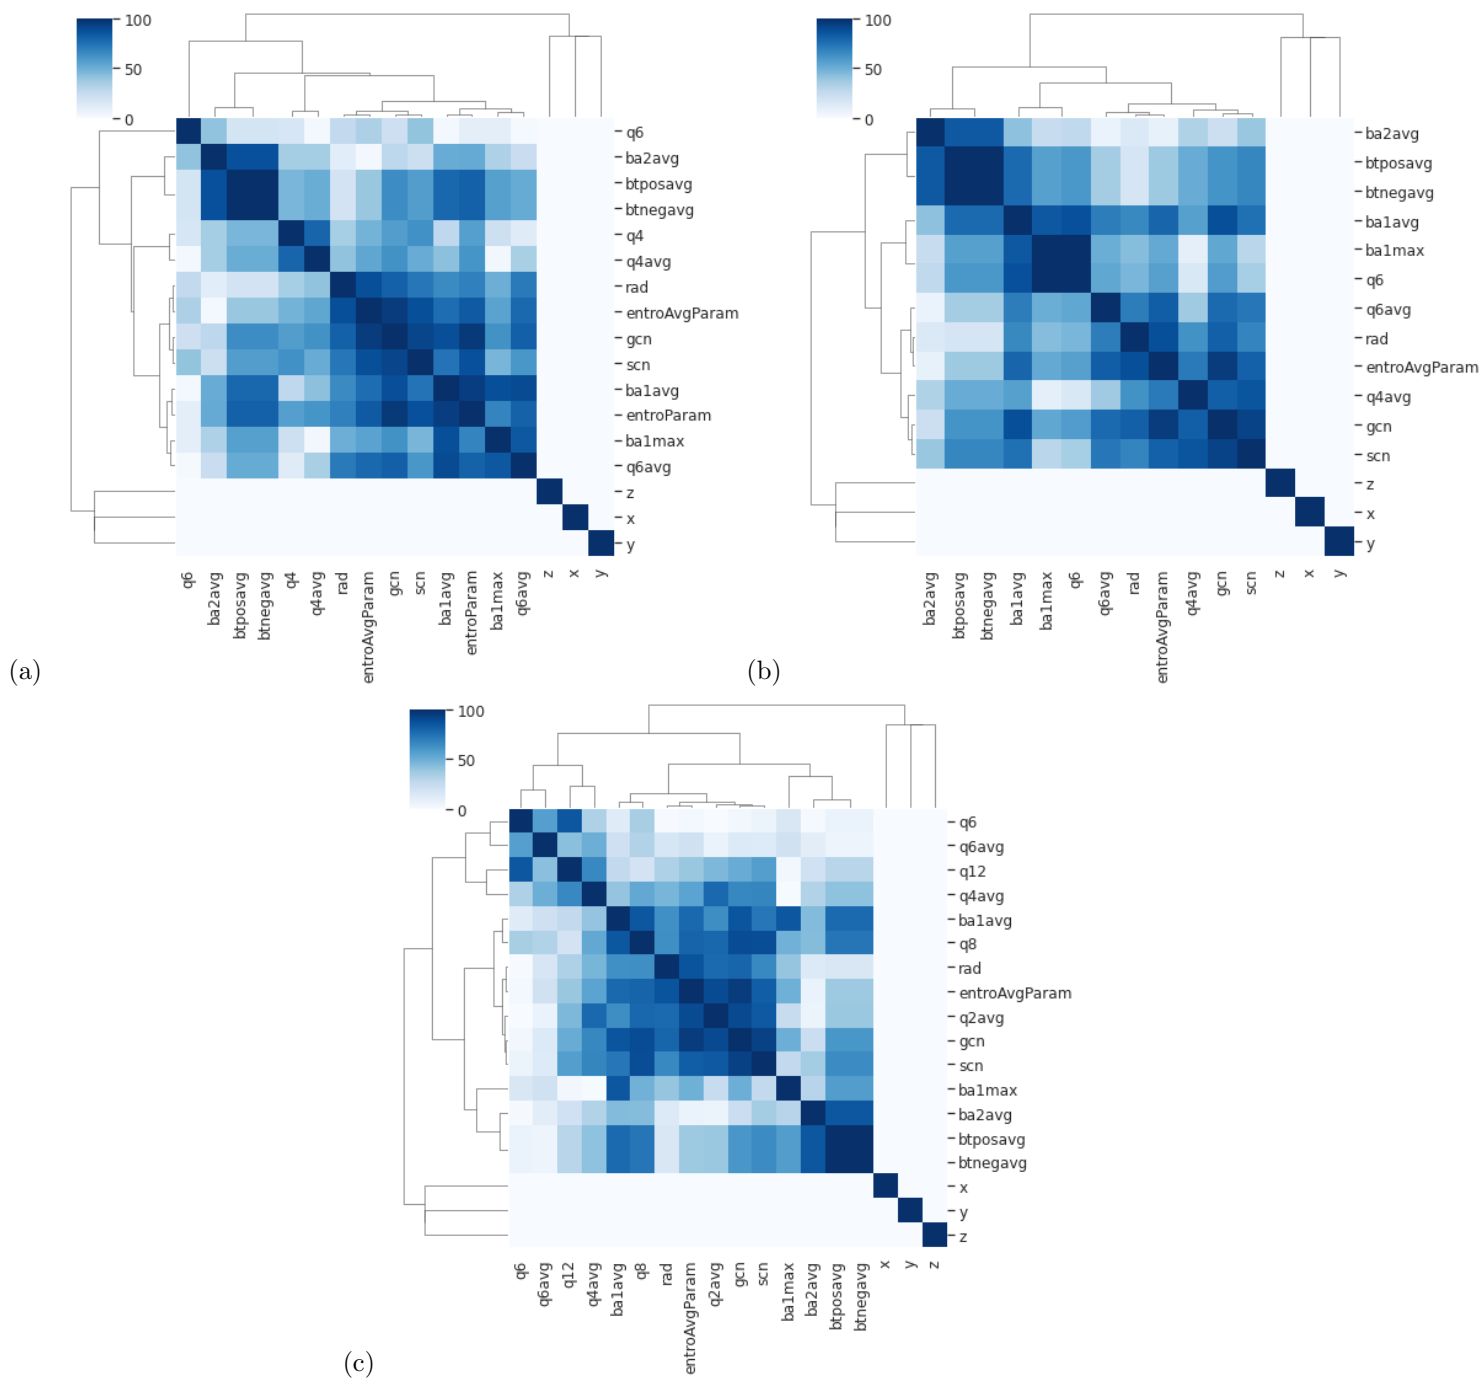 100
50
0
q6
ba2avg
btposavg
btnegavg
q4
q4avg
rad
entroAvgParam
gcn
scn
ba1avg
entroParam
ba1max
q6avg
z
x
y
q6
ba2avg
btposavg
btnegavg
q4
q4avg
rad
entroAvgParam
gcn
scn
ba1avg
entroParam
ba1max
q6avg
z
x
y
(a)
100
50
0
ba2avg
btposavg
btnegavg
ba1avg
ba1max
q6
q6avg
rad
entroAvgParam
q4avg
gcn
scn
z
x
y
ba2avg
btposavg
btnegavg
ba1avg
ba1max
q6
q6avg
rad
entroAvgParam
q4avg
gcn
scn
z
x
y
(b)
100
50
0
q6
q6avg
q12
q4avg
ba1avg
q8
rad
entroAvgParam
q2avg
gcn
scn
ba1max
ba2avg
btposavg
btnegavg
x
y
z
q6
q6avg
q12
q4avg
ba1avg
q8
rad
entroAvgParam
q2avg
gcn
scn
ba1max
ba2avg
btposavg
btnegavg
x
y
z
(c)